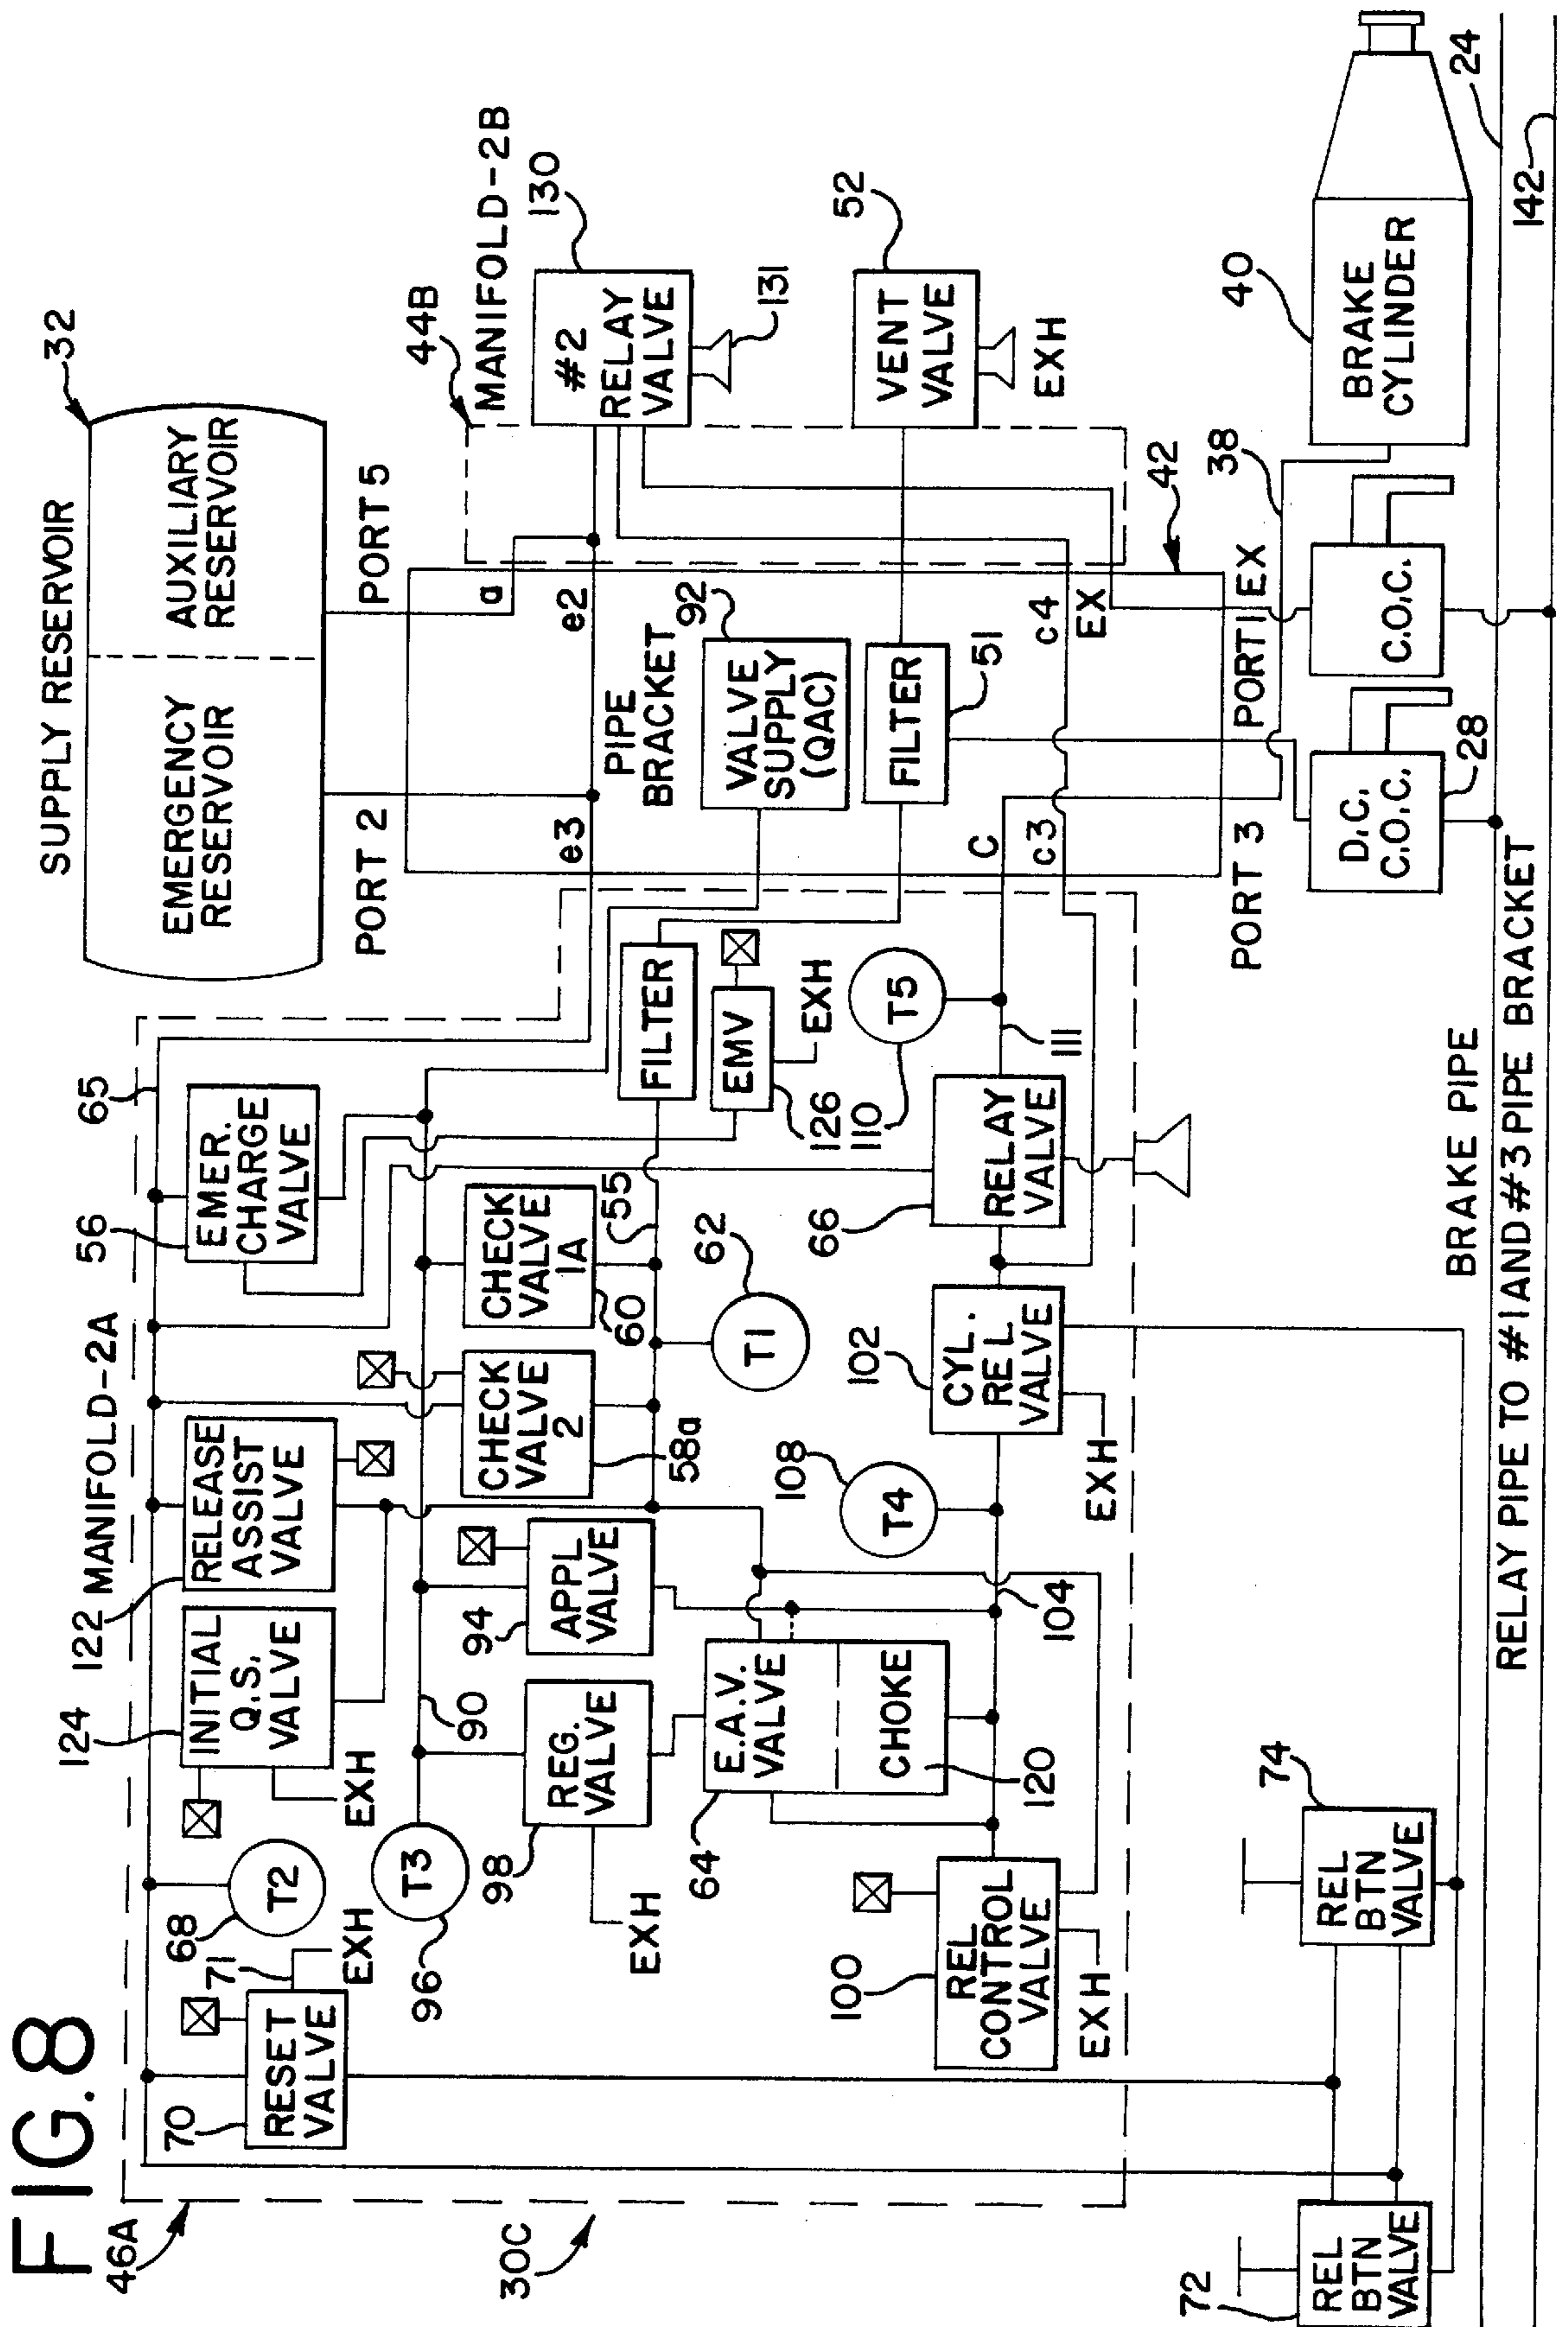 FIG.8
46A
30C
SUPPLY RESERVOIR
32
EMERGENCY
RESERVOIR
AUXILIARY
RESERVOIR
PORT 2
PORT 5
44B
MANIFOLD-2B
130
#2
RELAY
VALVE
131
52
VENT
VALVE
EXH
MANIFOLD-2A
70
RESET
VALVE
71
EXH
68
T2
124
INITIAL
Q.S.
VALVE
EXH
122
RELEASE
ASSIST
VALVE
56
EMER.
CHARGE
VALVE
65
e3
e2
a
PIPE
BRACKET
92
VALVE
SUPPLY
(QAC)
FILTER
51
42
96
T3
90
98
REG.
VALVE
EXH
94
APPL
VALVE
CHECK
VALVE
2
58a
CHECK
VALVE
1A
60
55
62
T1
FILTER
EMV
126
EXH
64
E.A.V.
VALVE
CHOKE
120
108
T4
104
100
REL
CONTROL
VALVE
EXH
102
CYL.
REL.
VALVE
EXH
66
RELAY
VALVE
110
T5
111
C
c3
c4
EX
PORT 3
PORT EX
38
40
BRAKE
CYLINDER
D.C.
C.O.C.
28
C.O.C.
72
REL
BTN
VALVE
74
REL
BTN
VALVE
BRAKE PIPE
24
RELAY PIPE TO #1 AND #3 PIPE BRACKET
142